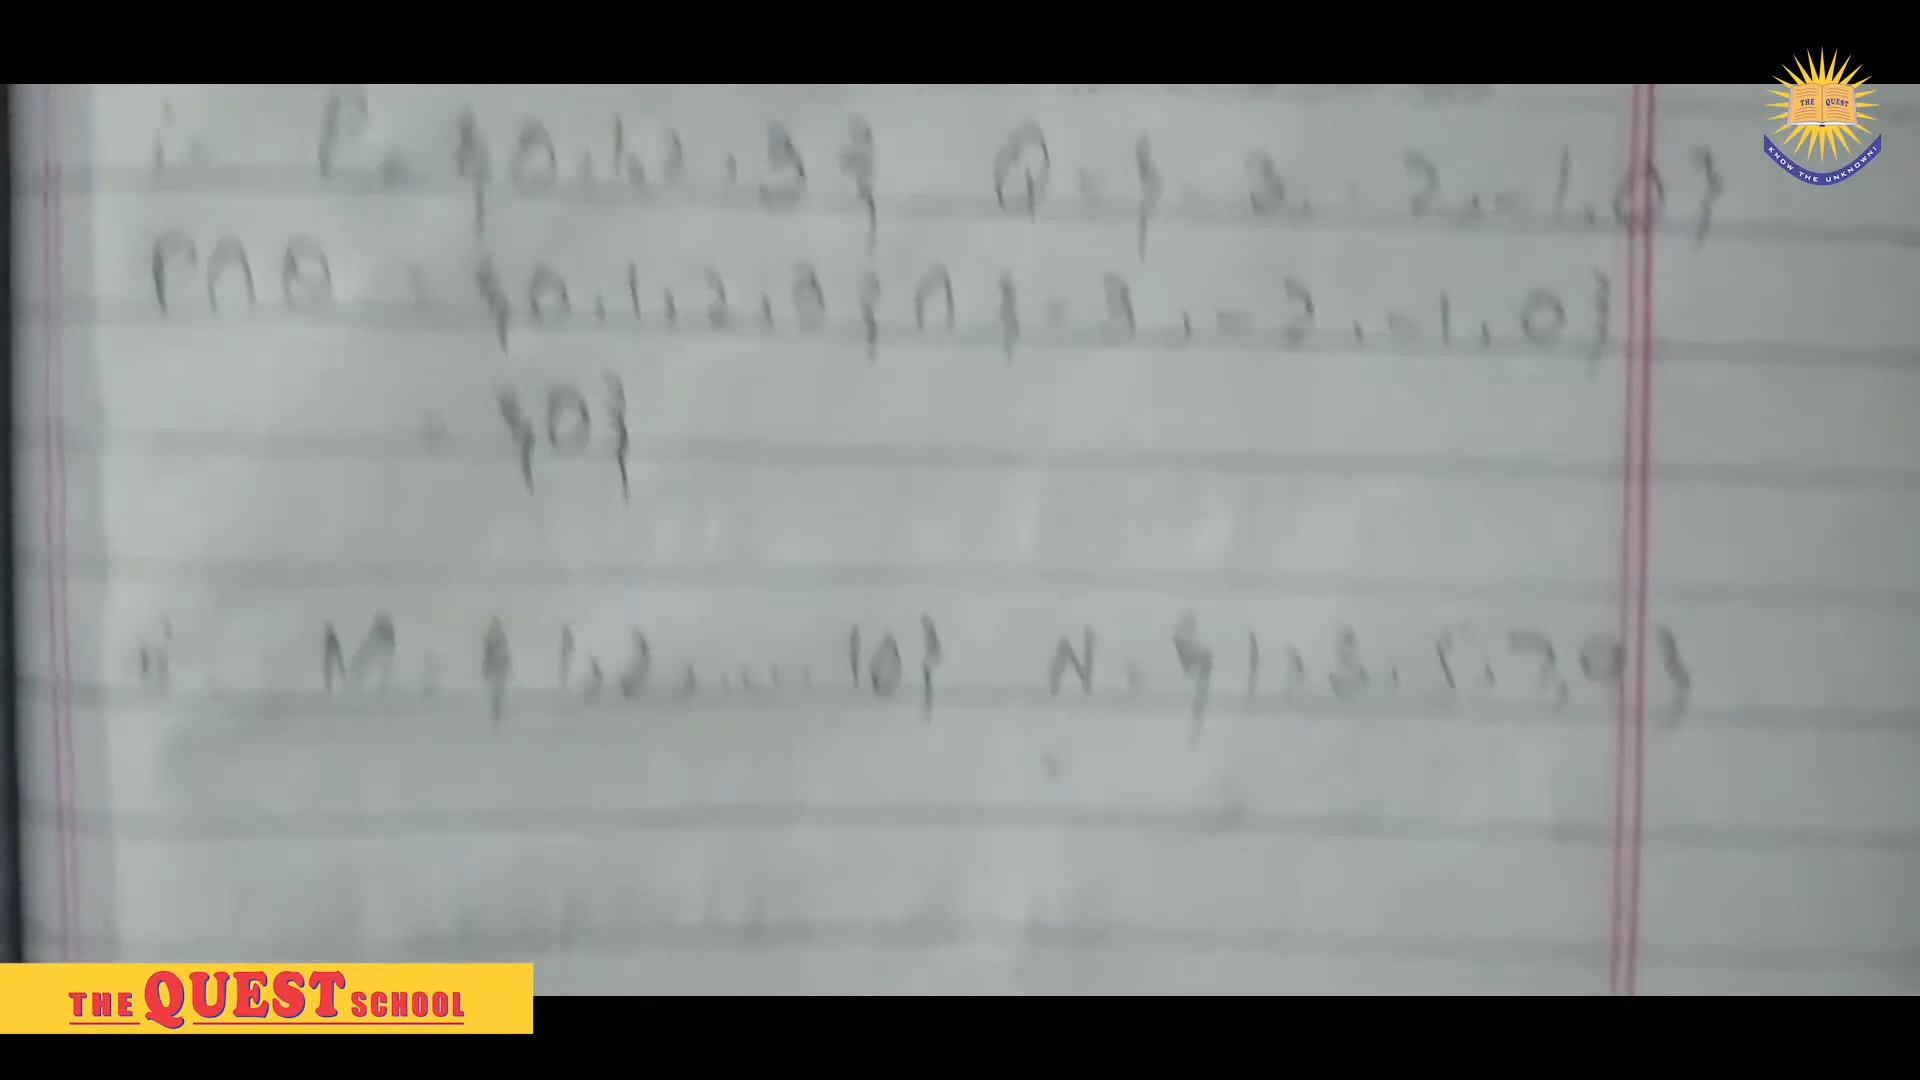 i. P = {0, 1, 2, 3} Q = {-3, -2, -1, 0}
P∩Q = {0, 1, 2, 3} ∩ {-3, -2, -1, 0}
= {0}
ii. M = {1, 2, ..... 10} N = {1, 3, 5, 7, 9}
THE QUEST
KNOW THE UNKNOWN!
THE QUEST SCHOOL